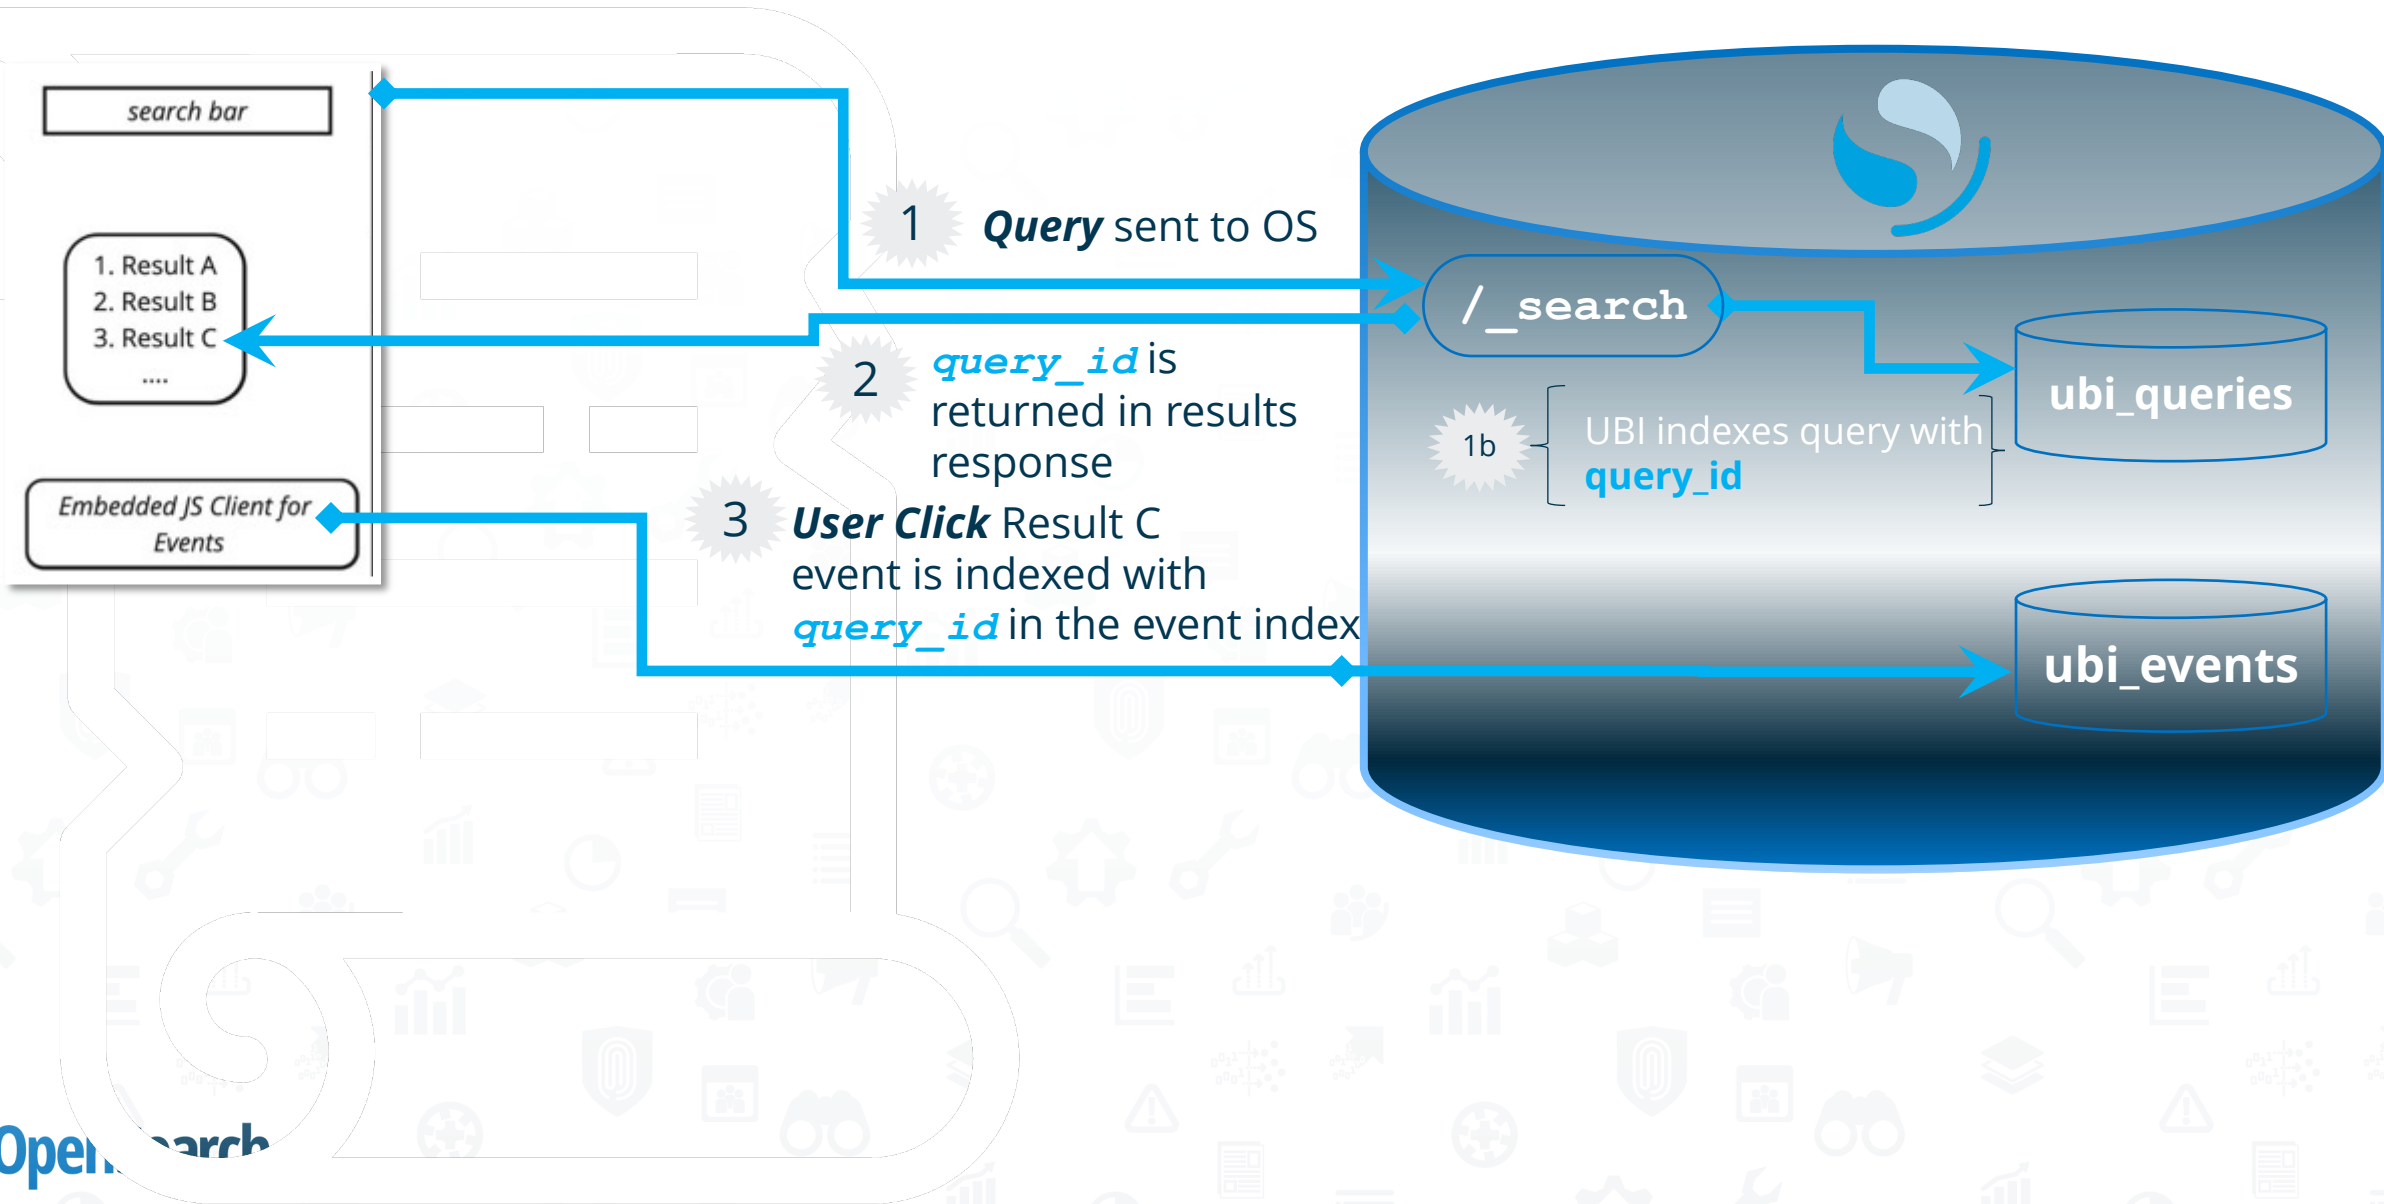 search bar
1. Result A
2. Result B
3. Result C
....
Embedded JS Client for
Events
1
Query sent to OS
/_search
2
query_id is
returned in results
response
1b
UBI indexes query with
query_id
ubi_queries
3
User Click Result C
event is indexed with
query_id in the event index
ubi_events